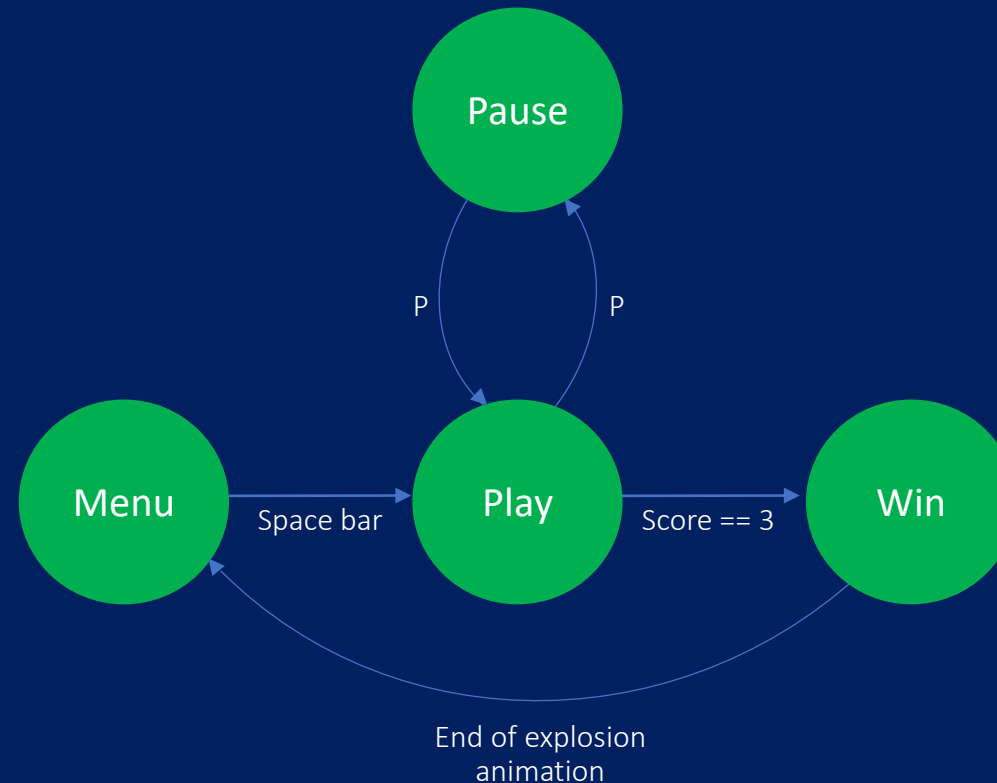 Pause
P
P
Menu
Space bar
Play
Score == 3
Win
End of explosion
animation